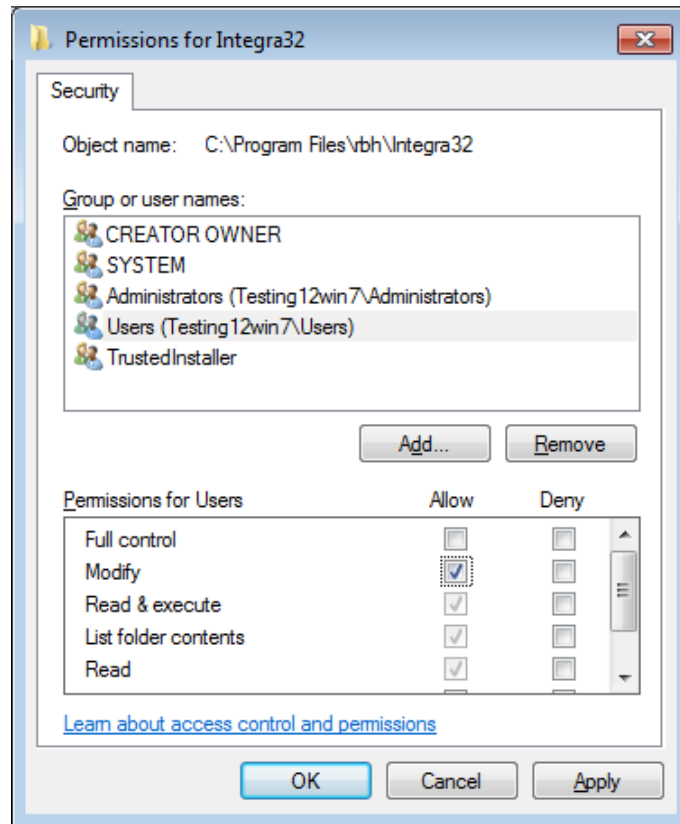 Permissions for Integra32
Security
Object name: C:\Program Files\rbh\Integra32
Group or user names:
CREATOR OWNER
SYSTEM
Administrators (Testing12win7\Administrators)
Users (Testing12win7\Users)
TrustedInstaller
Add... Remove
Permissions for Users Allow Deny
Full control
Modify
Read & execute
List folder contents
Read
Learn about access control and permissions
OK Cancel Apply